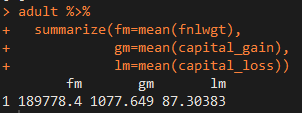 > adult %>%
+   summarize(fm=mean(fnlwgt),
+             gm=mean(capital_gain),
+             lm=mean(capital_loss))
        fm       gm       lm
1 189778.4 1077.649 87.30383